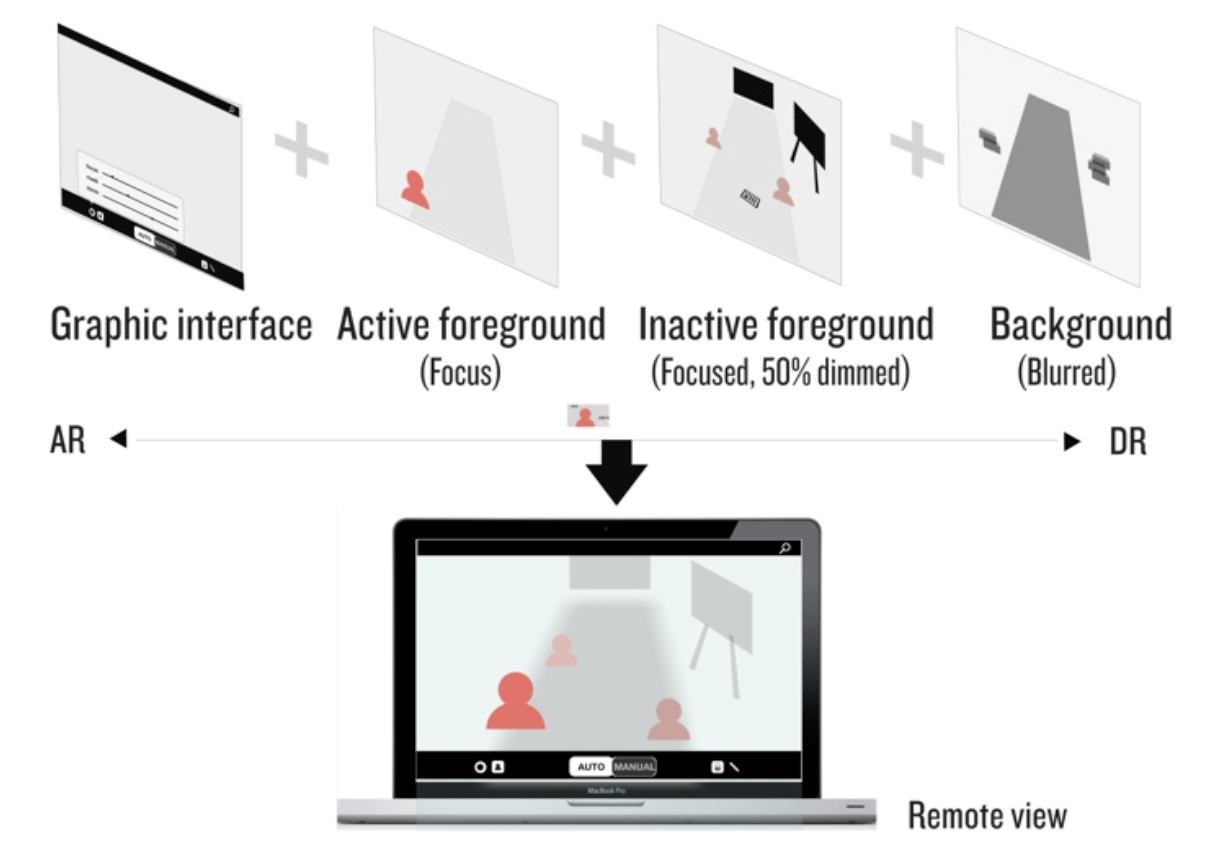 AUTO MANUAL
Graphic interface
Active foreground
(Focus)
Inactive foreground
(Focused, 50% dimmed)
Background
(Blurred)
AR
DR
AUTO MANUAL
MacBook Pro
Remote view